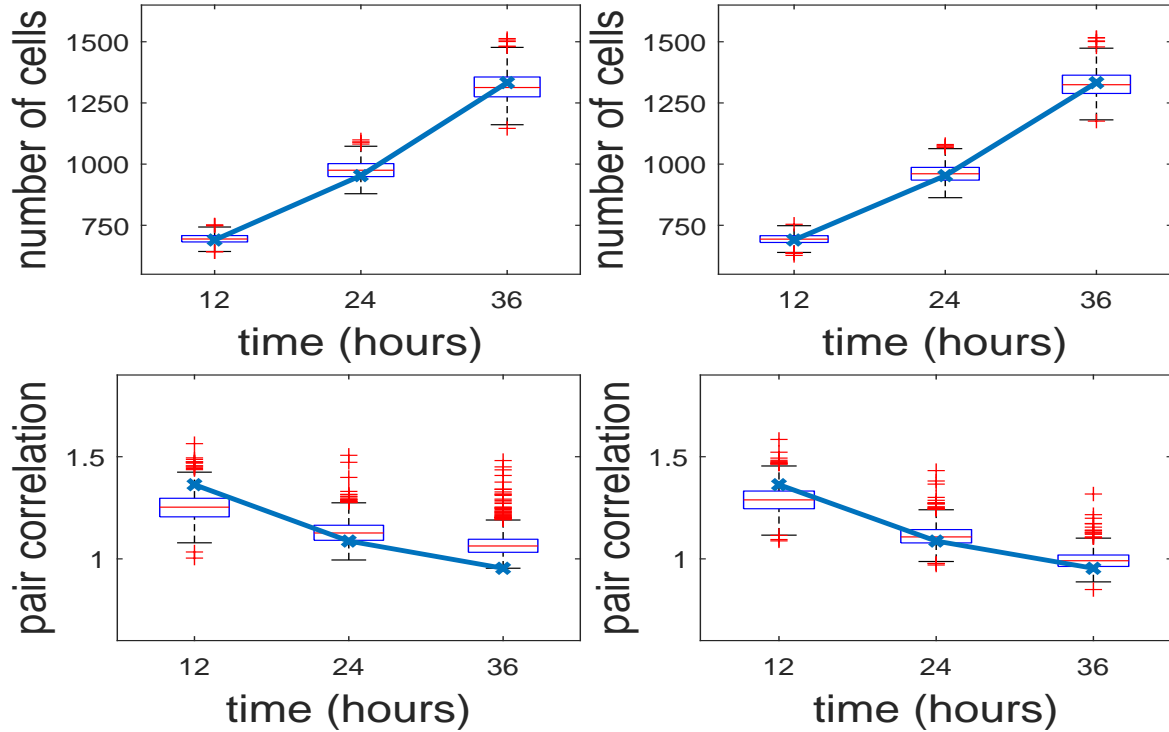 number of cells
1500
1250
1000
750
12 24 36
time (hours)
number of cells
1500
1250
1000
750
12 24 36
time (hours)
pair correlation
1.5
1
12 24 36
time (hours)
pair correlation
1.5
1
12 24 36
time (hours)